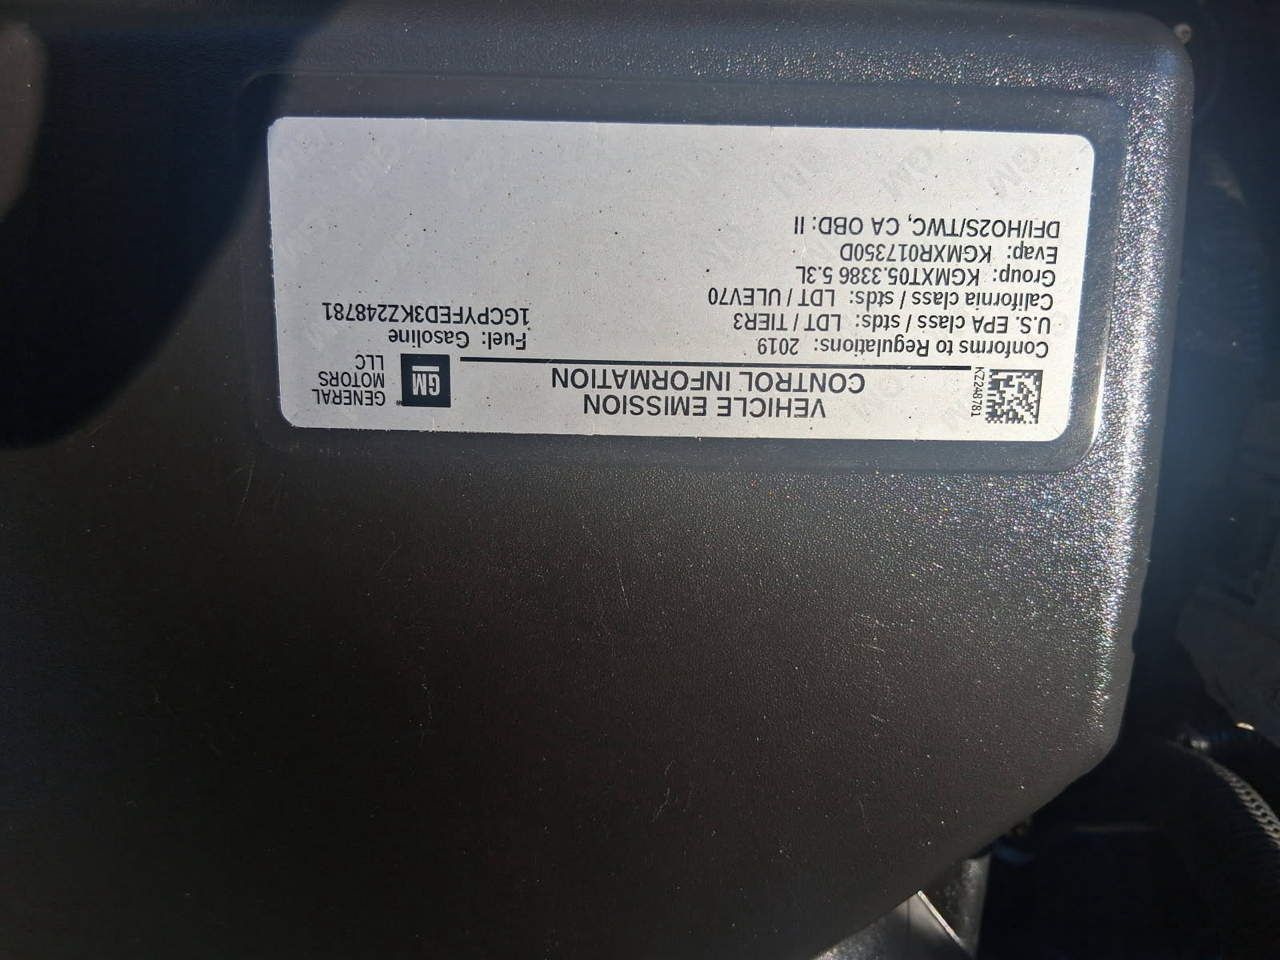 KZ248781
VEHICLE EMISSION
CONTROL INFORMATION
GM
GENERAL
MOTORS
LLC
Conforms to Regulations: 2019
U.S. EPA class / stds: LDT / TIER3
California class / stds: LDT / ULEV70
Group: KGMXT05.3386 5.3L
Evap: KGMXR017350D
DFI/HO2S/TWC, CA OBD: II
Fuel: Gasoline
1GCPYFED3KZ248781